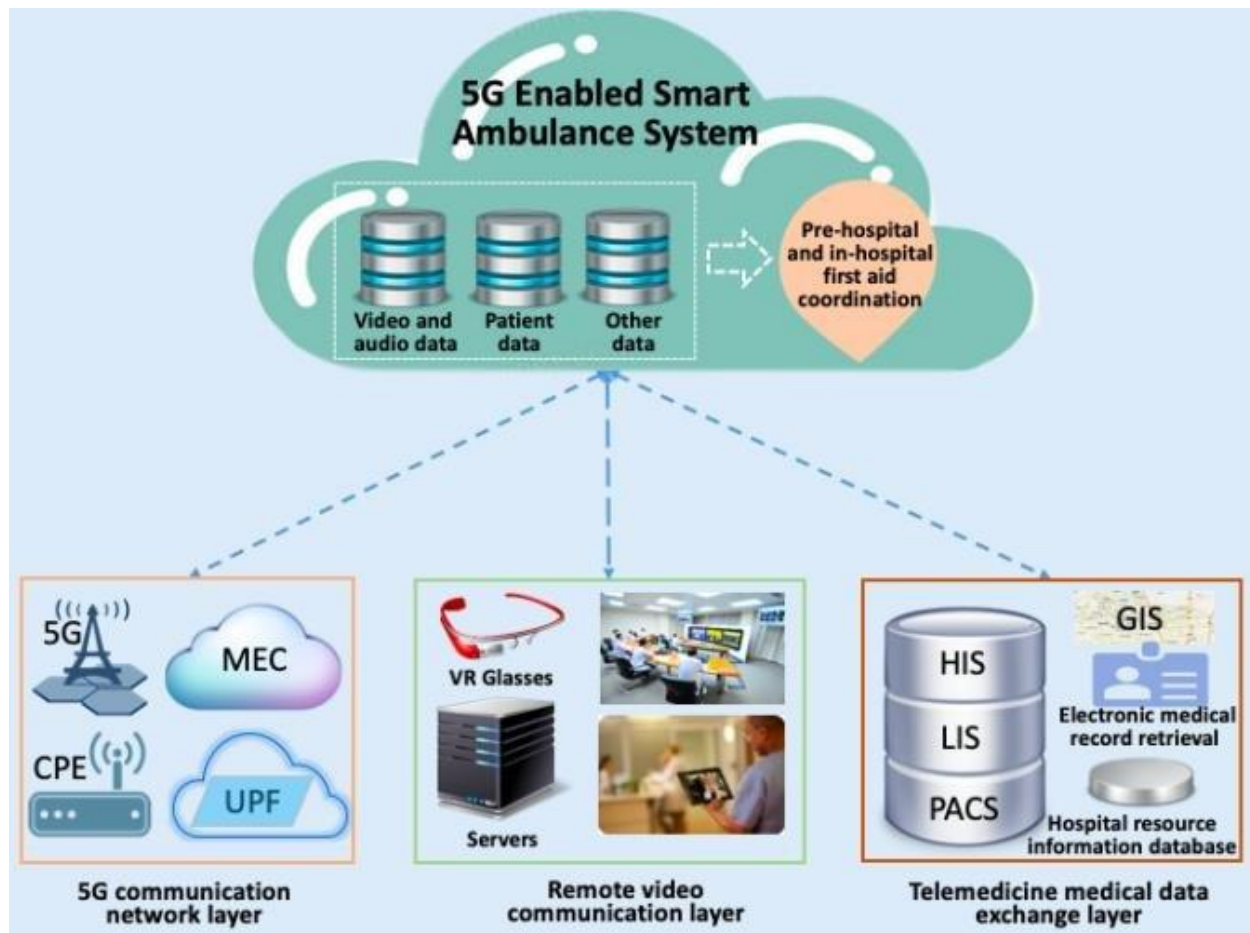 5G Enabled Smart
Ambulance System
Video and
audio data
Patient
data
Other
data
Pre-hospital
and in-hospital
first aid
coordination
5G
MEC
CPE
UPF
VR Glasses
Servers
HIS
LIS
PACS
GIS
Electronic medical
record retrieval
Hospital resource
information database
5G communication
network layer
Remote video
communication layer
Telemedicine medical data
exchange layer